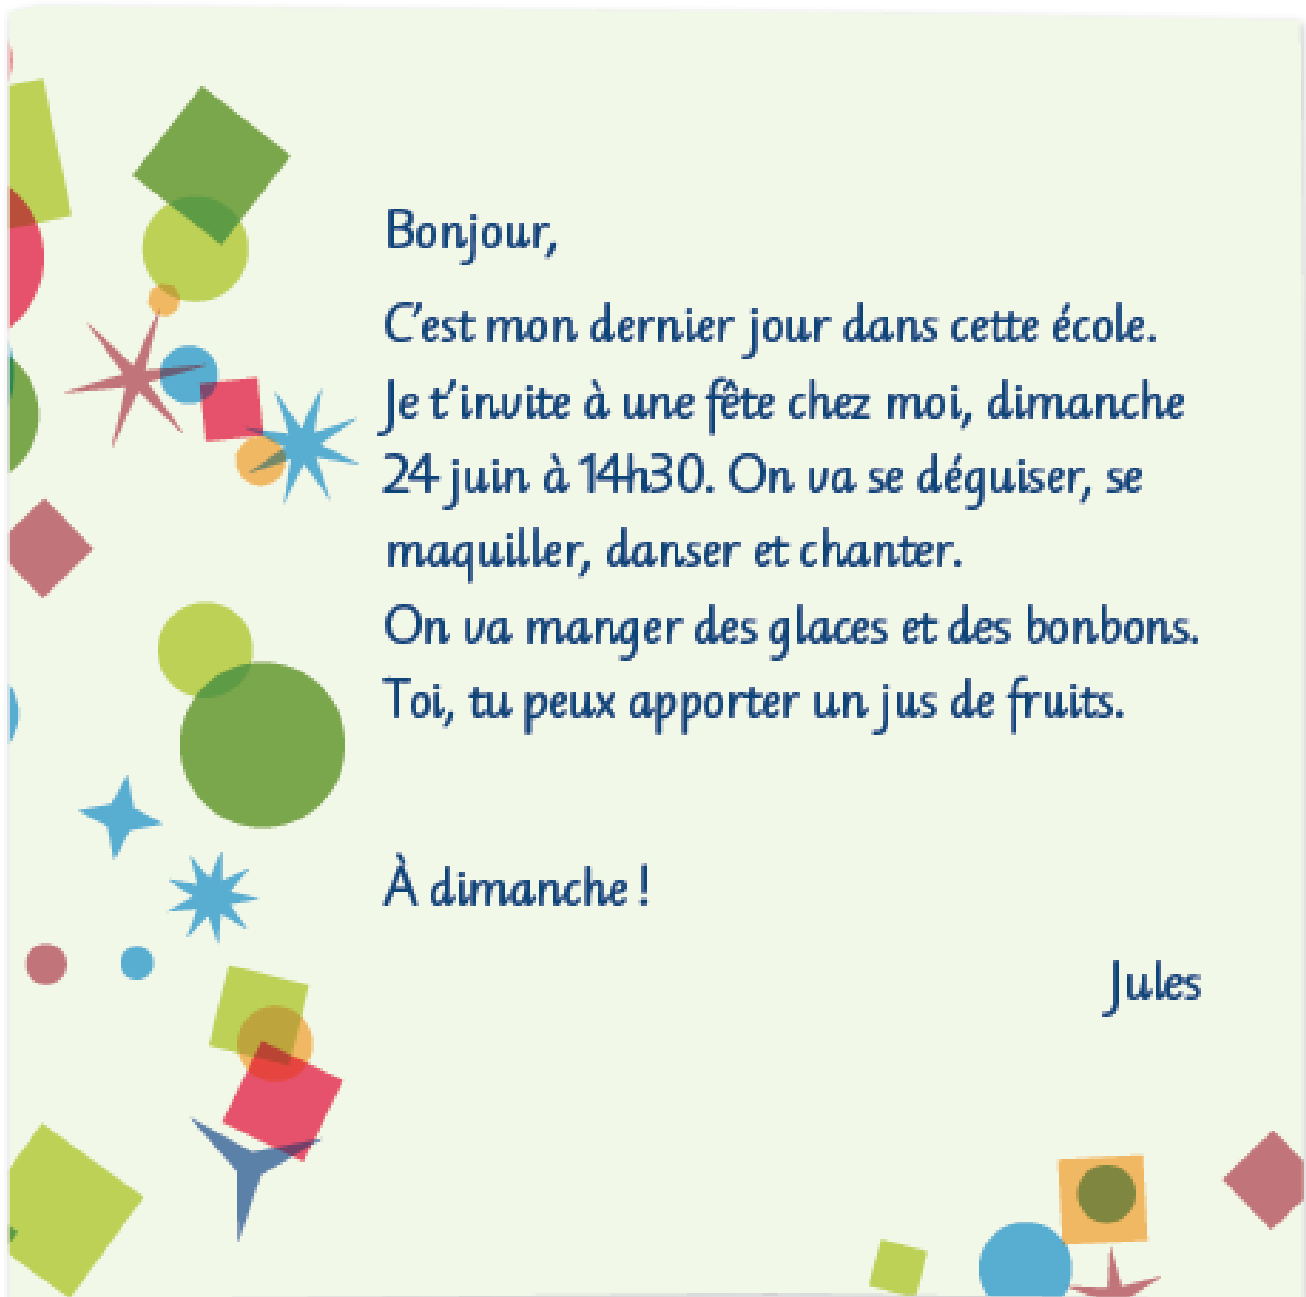 Bonjour,
C'est mon dernier jour dans cette école.
Je t'invite à une fête chez moi, dimanche
24 juin à 14h30. On va se déguiser, se
maquiller, danser et chanter.
On va manger des glaces et des bonbons.
Toi, tu peux apporter un jus de fruits.
À dimanche !
Jules